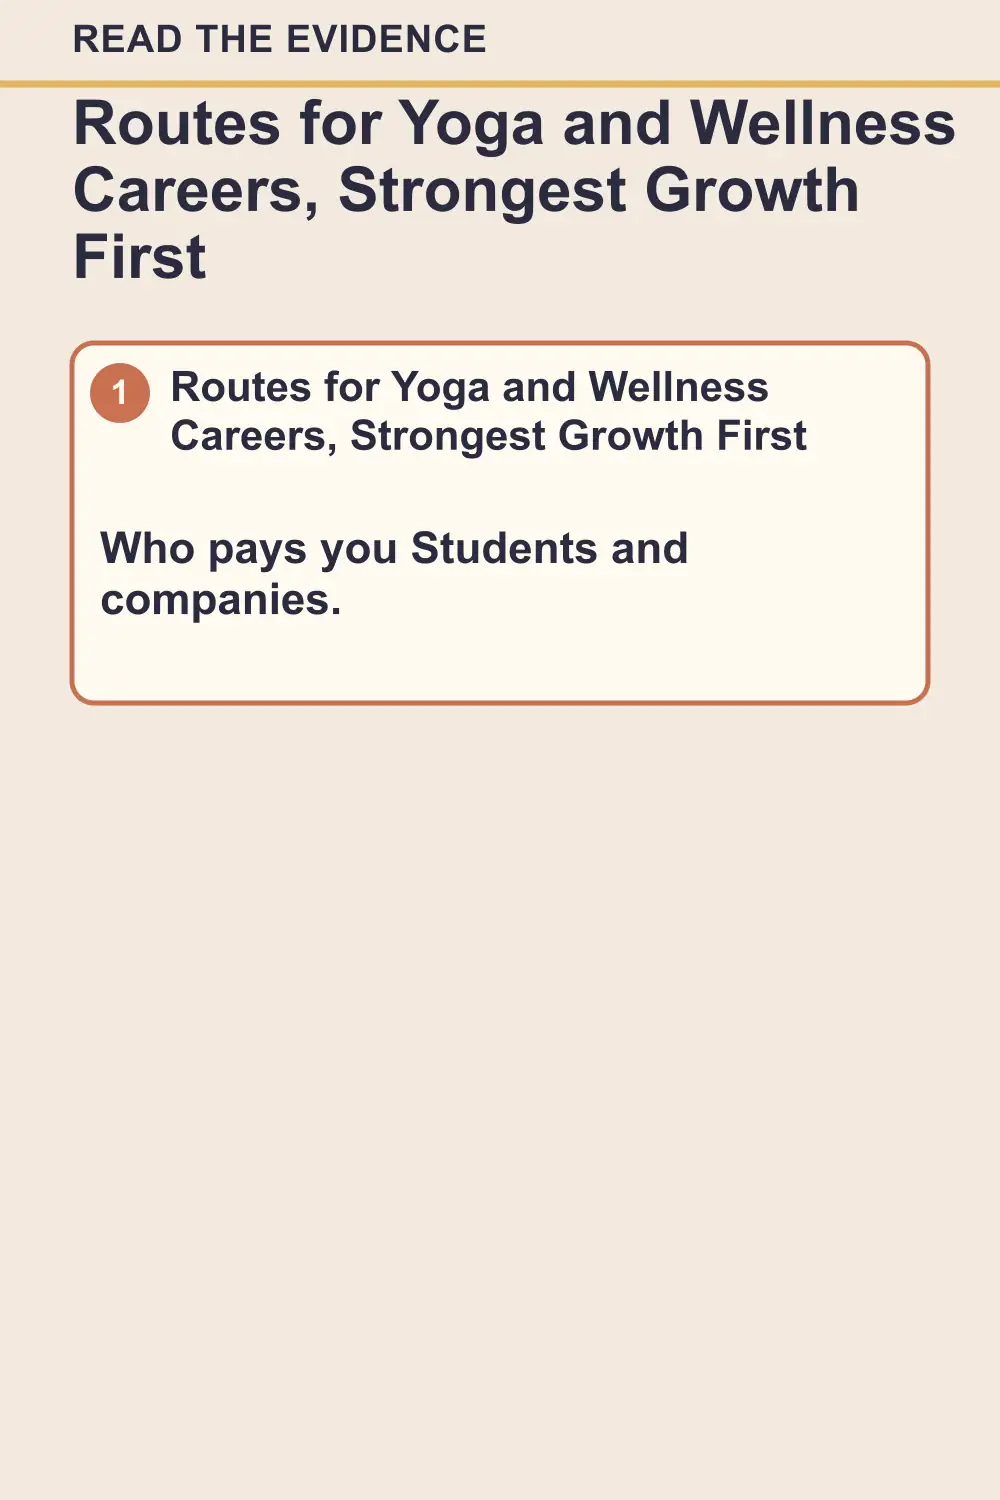 READ THE EVIDENCE
Routes for Yoga and Wellness
Careers, Strongest Growth
First
1
Routes for Yoga and Wellness
Careers, Strongest Growth First
Who pays you Students and
companies.